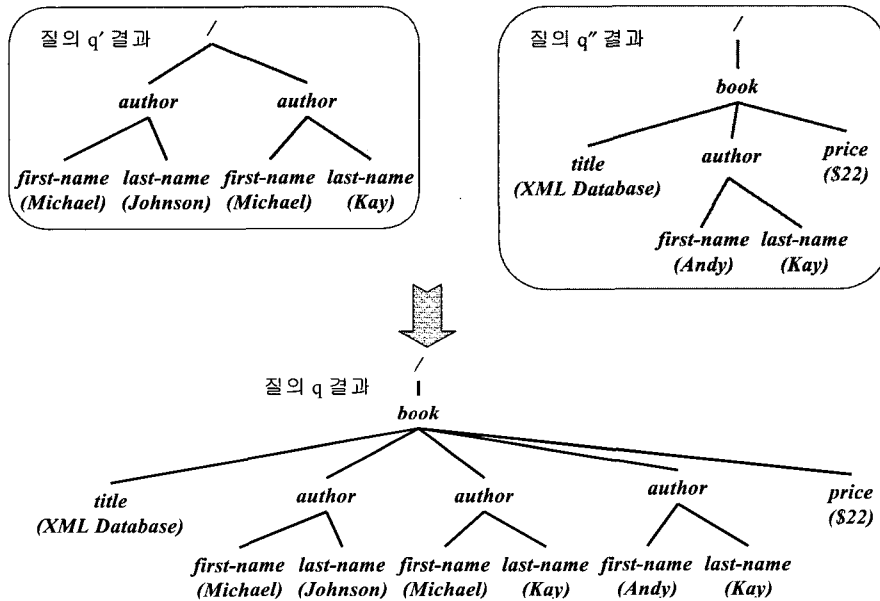 질의 q′ 결과
/
author author
first-name last-name first-name last-name
(Michael) (Johnson) (Michael) (Kay)
질의 q″ 결과
/
book
title author price
(XML Database) ($22)
first-name last-name
(Andy) (Kay)
/
질의 q 결과
book
title author author author price
(XML Database) ($22)
first-name last-name first-name last-name first-name last-name
(Michael) (Johnson) (Michael) (Kay) (Andy) (Kay)